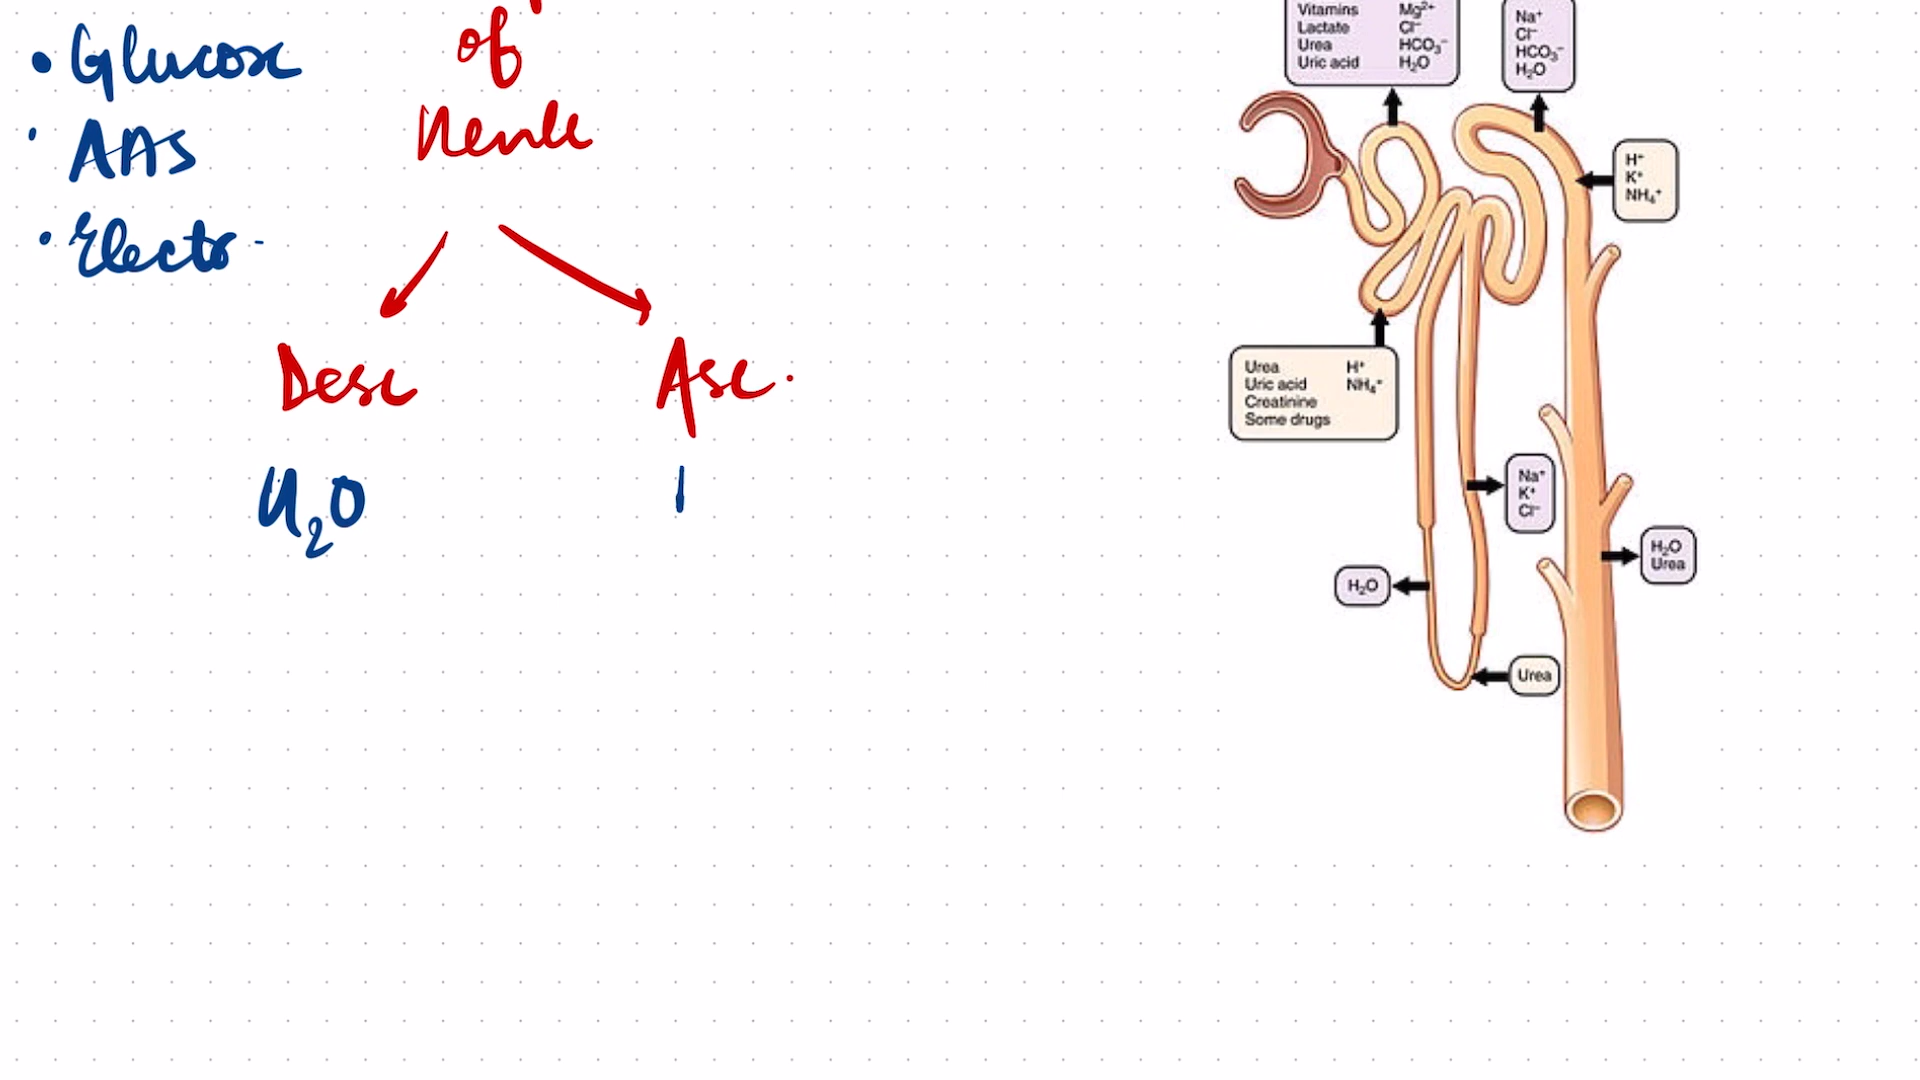 • Glucose
• AAS
• Electo -
of
Henle
Desc
Asc.
H₂O
Vitamins Mg²⁺
Lactate Cl⁻
Urea HCO₃⁻
Uric acid H₂O
Na⁺
Cl⁻
HCO₃⁻
H₂O
H⁺
K⁺
NH₄⁺
Urea H⁺
Uric acid NH₄⁺
Creatinine
Some drugs
Na⁺
K⁺
Cl⁻
H₂O
Urea
H₂O
Urea